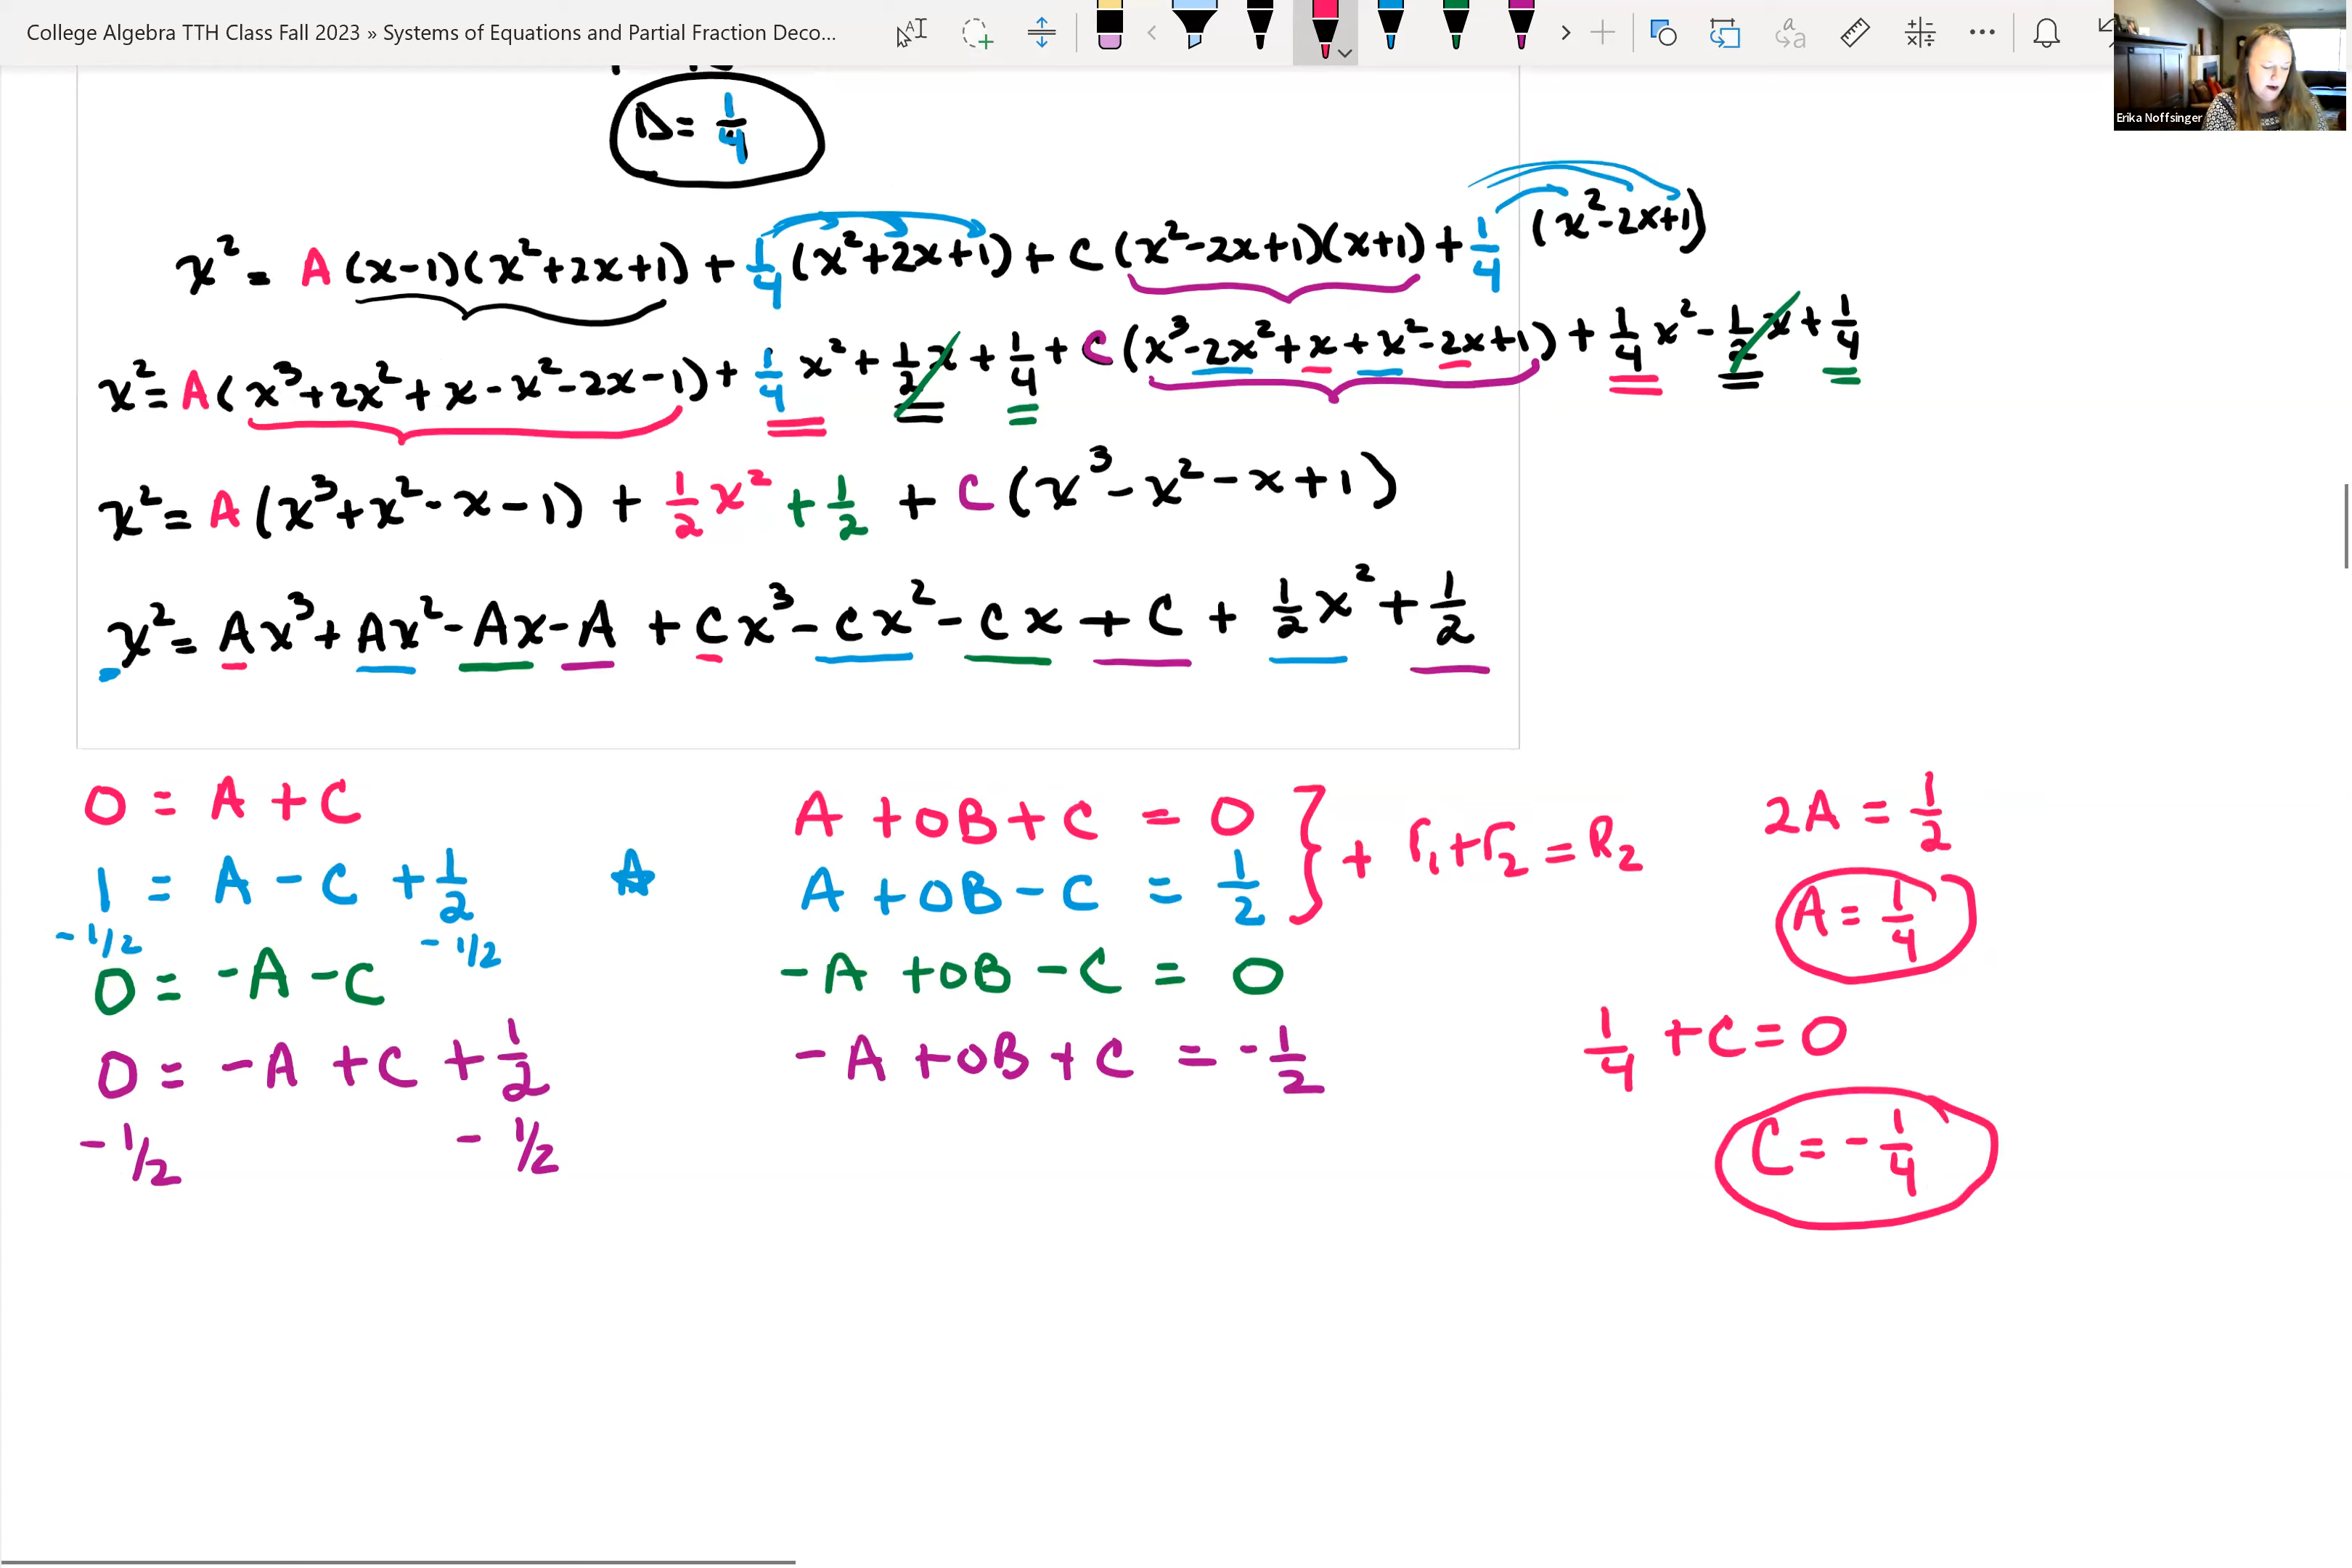 College Algebra TTH Class Fall 2023 » Systems of Equations and Partial Fraction Deco...
Erika Noffsinger
D = 1/4
x² = A(x-1)(x²+2x+1) + 1/4(x²+2x+1) + C(x²-2x+1)(x+1) + 1/4(x²-2x+1)
x² = A(x³+2x²+x-x²-2x-1) + 1/4 x² + 1/2 x + 1/4 + C(x³-2x²+x+x²-2x+1) + 1/4 x² - 1/2 x + 1/4
x² = A(x³+x²-x-1) + 1/2 x² + 1/2 + C(x³-x²-x+1)
x² = Ax³+Ax²-Ax-A + Cx³-Cx²-Cx+C + 1/2 x² + 1/2
0 = A + C
1 = A - C + 1/2
-1/2 -1/2
0 = -A - C
0 = -A + C + 1/2
-1/2 -1/2
A + 0B + C = 0
A + 0B - C = 1/2
+ r₁+r₂=R₂
-A + 0B - C = 0
-A + 0B + C = -1/2
2A = 1/2
A = 1/4
1/4 + C = 0
C = -1/4